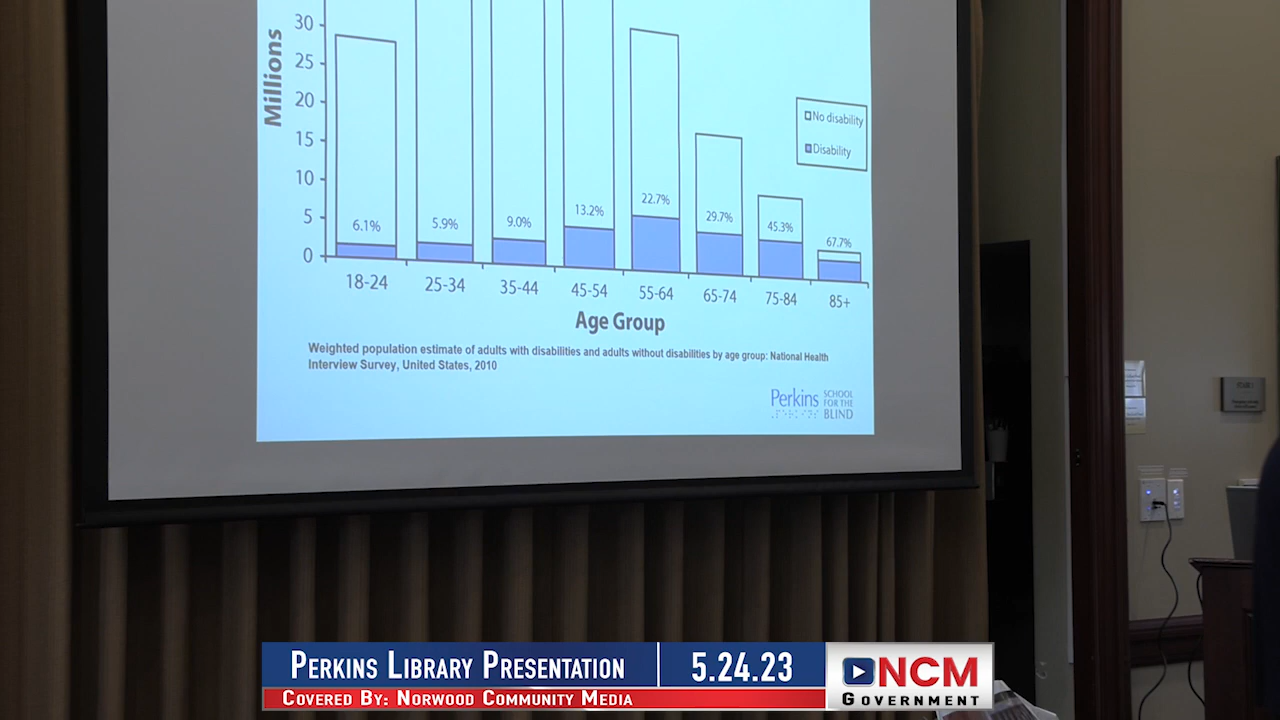 Millions
30
25
20
15
10
5
0
No disability
Disability
6.1%
5.9%
9.0%
13.2%
22.7%
29.7%
45.3%
67.7%
18-24
25-34
35-44
45-54
55-64
65-74
75-84
85+
Age Group
Weighted population estimate of adults with disabilities and adults without disabilities by age group: National Health
Interview Survey, United States, 2010
Perkins
SCHOOL
FOR THE
BLIND
PERKINS LIBRARY PRESENTATION
5.24.23
NCM
GOVERNMENT
COVERED BY: NORWOOD COMMUNITY MEDIA